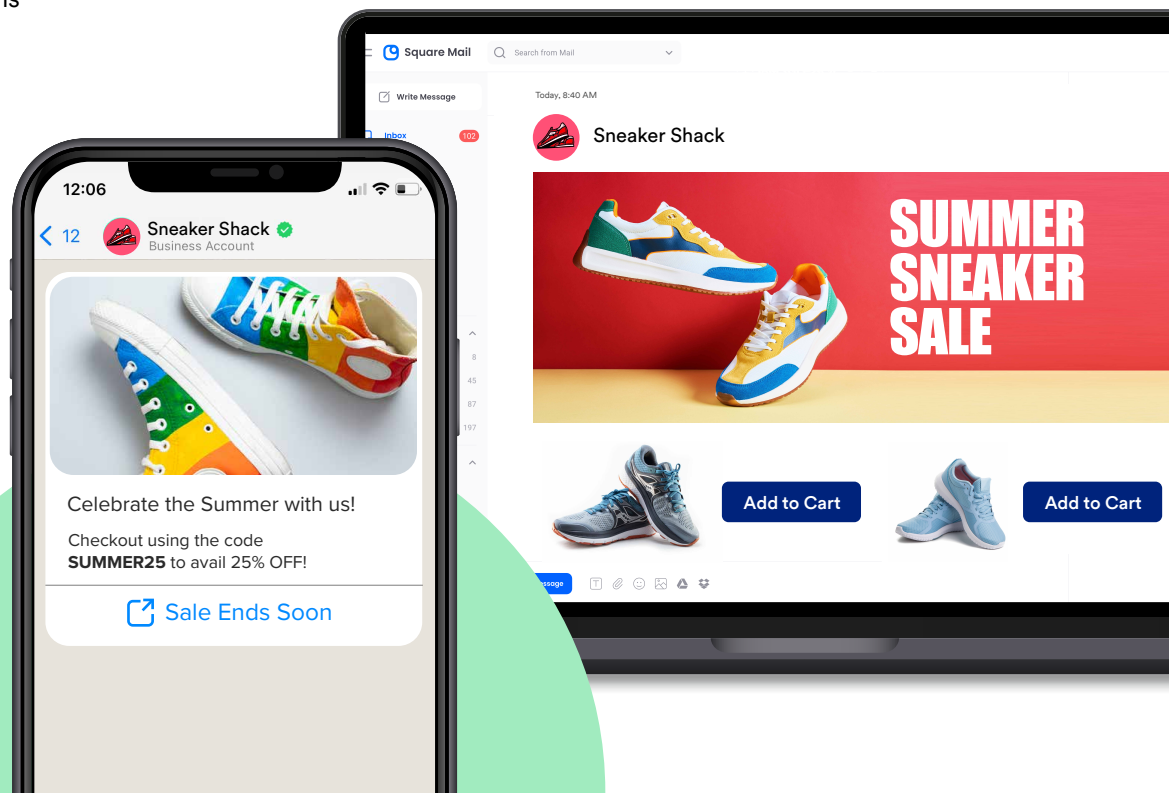 Square Mail
Search from Mail
Write Message
Today, 8:40 AM
Inbox
102
Sneaker Shack
SUMMER
SNEAKER
SALE
8
45
87
197
Add to Cart
Add to Cart
12:06
12
Sneaker Shack
Business Account
Celebrate the Summer with us!
Checkout using the code
SUMMER25 to avail 25% OFF!
Sale Ends Soon